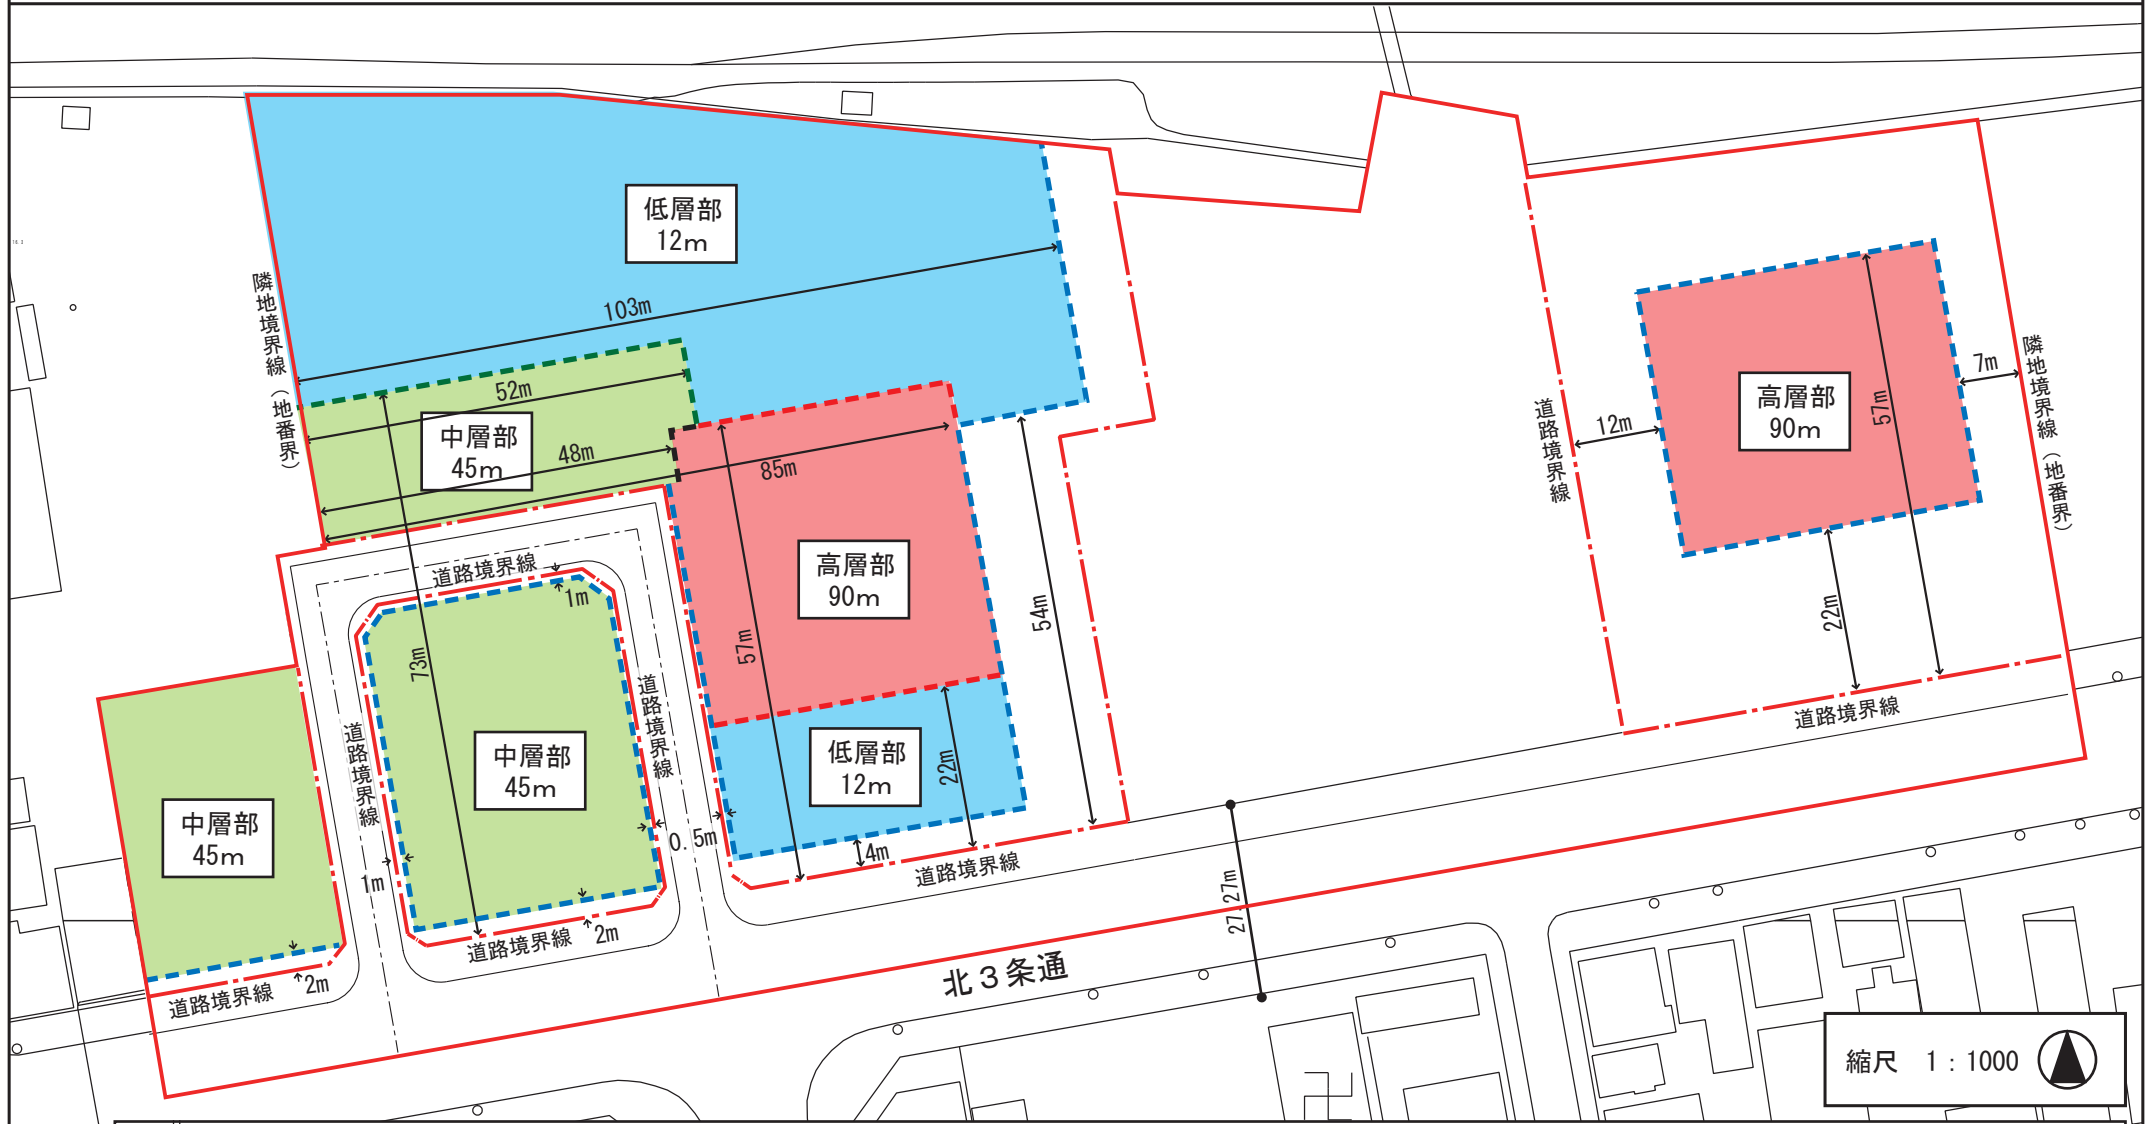 低層部
12m
隣地境界線(地番界)
103m
52m
中層部
45m
48m
85m
高層部
90m
57m
7m
隣地境界線(地番界)
道路境界線
12m
22m
道路境界線
高層部
90m
57m
54m
道路境界線
1m
73m
道路境界線
道路境界線
中層部
45m
0.5m
低層部
12m
22m
4m
道路境界線
中層部
45m
1m
2m
道路境界線
2m
道路境界線
27.27m
北3条通
縮尺 1:1000